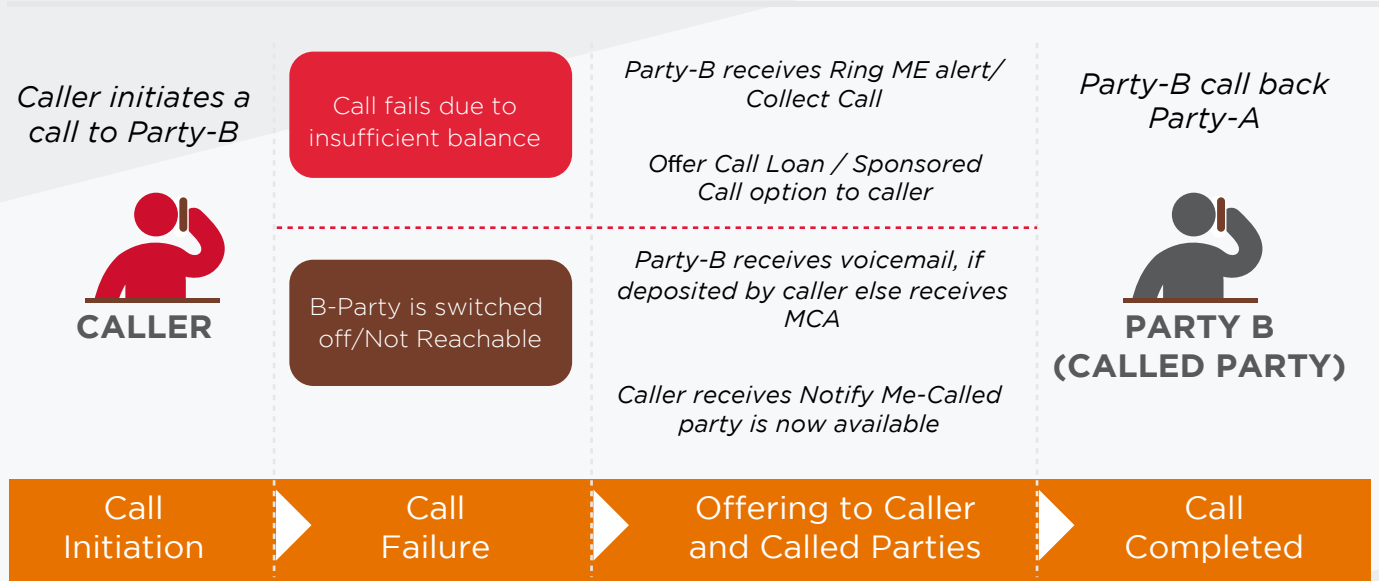 Caller initiates a
call to Party-B
CALLER
Call fails due to
insufficient balance
B-Party is switched
off/Not Reachable
Party-B receives Ring ME alert/
Collect Call
Offer Call Loan / Sponsored
Call option to caller
Party-B receives voicemail, if
deposited by caller else receives
MCA
Caller receives Notify Me-Called
party is now available
Party-B call back
Party-A
PARTY B
(CALLED PARTY)
Call
Initiation
Call
Failure
Offering to Caller
and Called Parties
Call
Completed